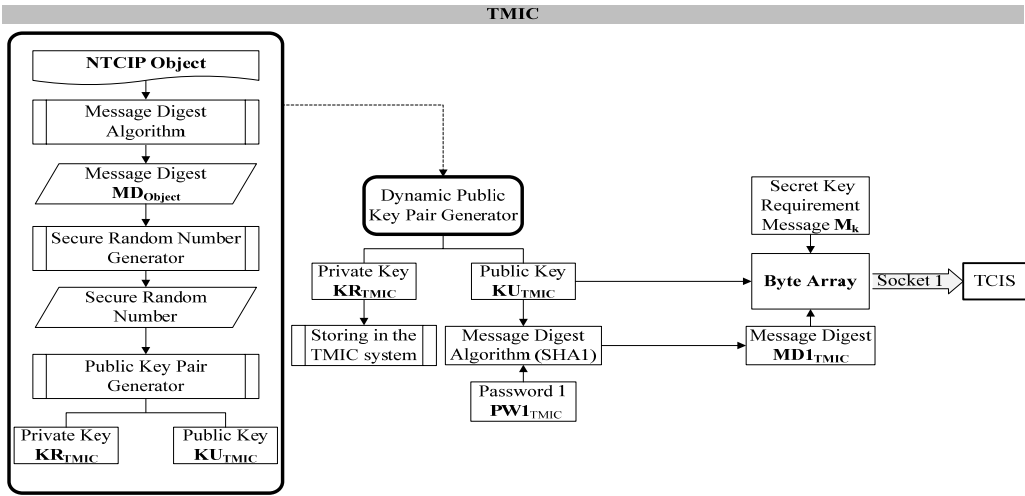 TMIC
NTCIP Object
Message Digest
Algorithm
Message Digest
MDObject
Secure Random Number
Generator
Secure Random
Number
Public Key Pair
Generator
Private Key
KRTMIC
Public Key
KUTMIC
Dynamic Public
Key Pair Generator
Private Key
KRTMIC
Public Key
KUTMIC
Storing in the
TMIC system
Message Digest
Algorithm (SHA1)
Password 1
PW1TMIC
Secret Key
Requirement
Message Mk
Byte Array
Message Digest
MD1TMIC
Socket 1
TCIS